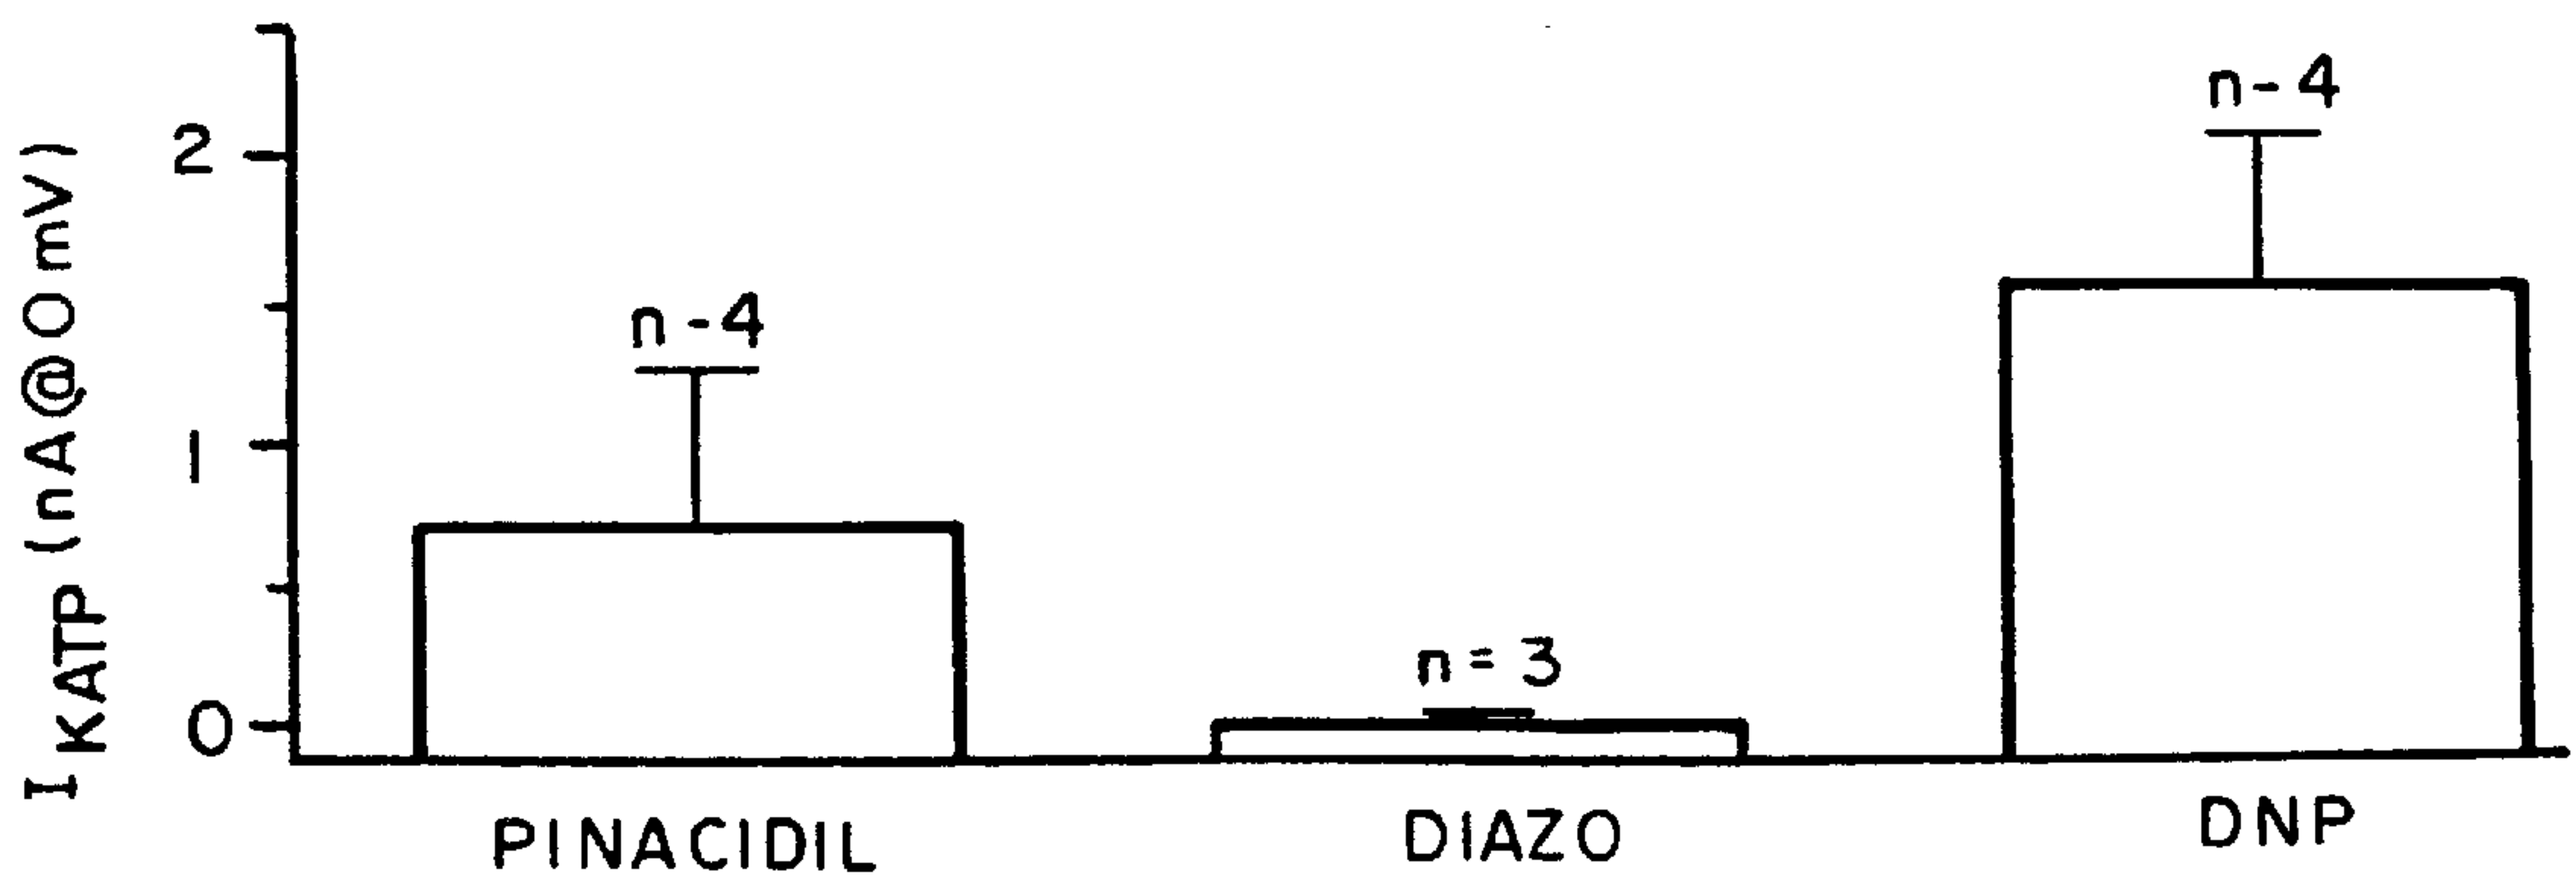 I KATP (nA@0mV)
2
1
0
n-4
n=3
n-4
PINACIDIL
DIAZO
DNP